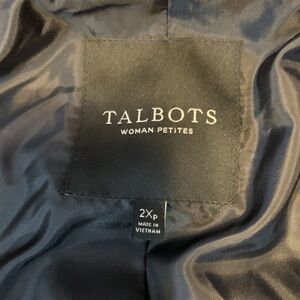 TALBOTS
WOMAN PETITES
2XP
MADE IN
VIETNAM